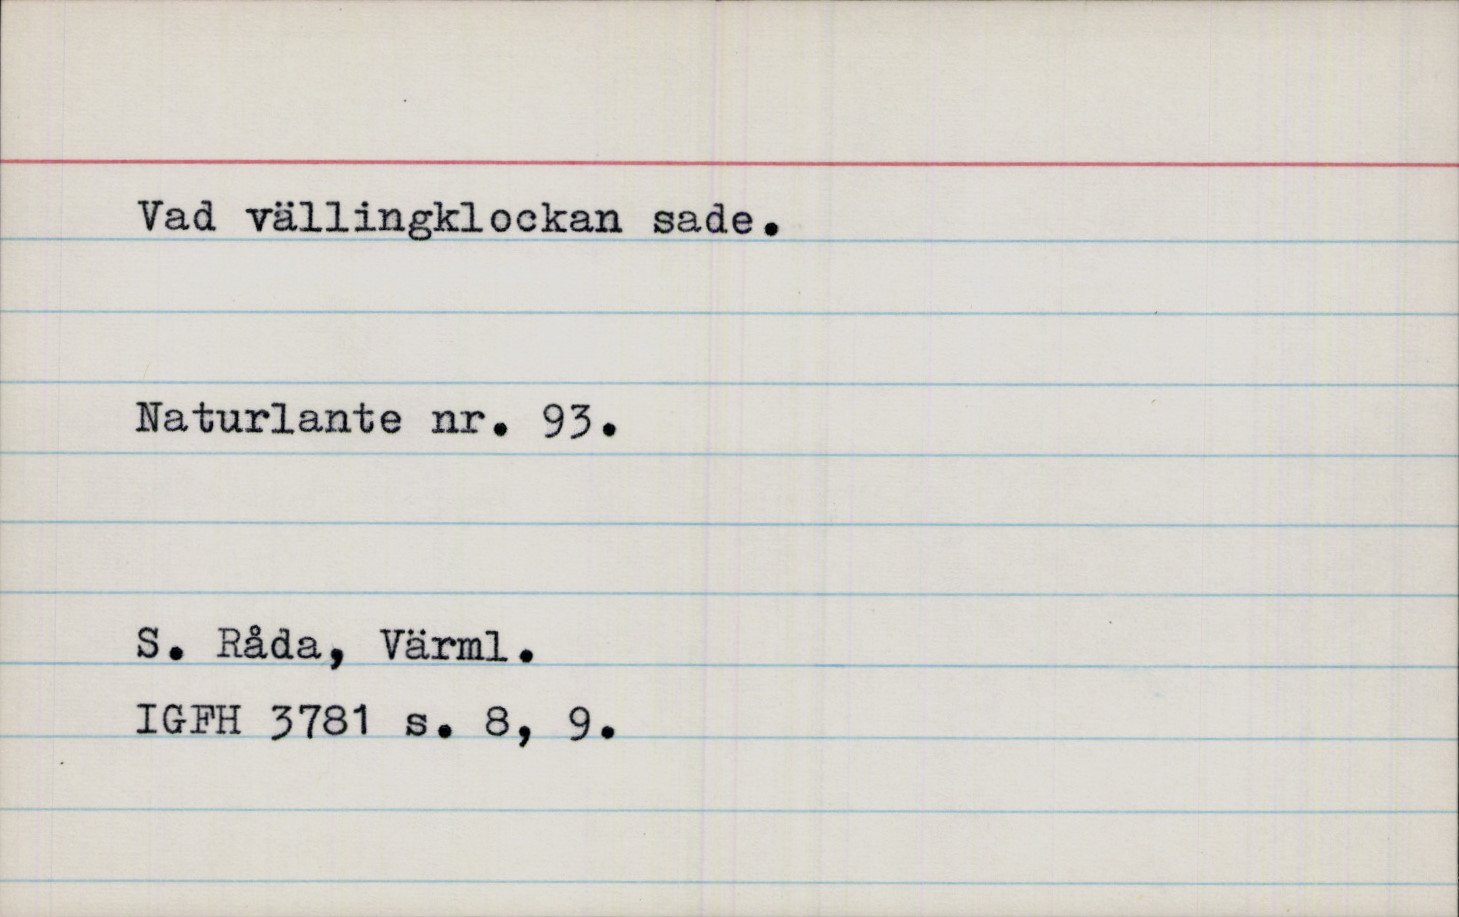 Vad vällingklockan sade.
Naturlante nr. 93.
S. Råda, Värml.
IGFH 3781 s. 8, 9.